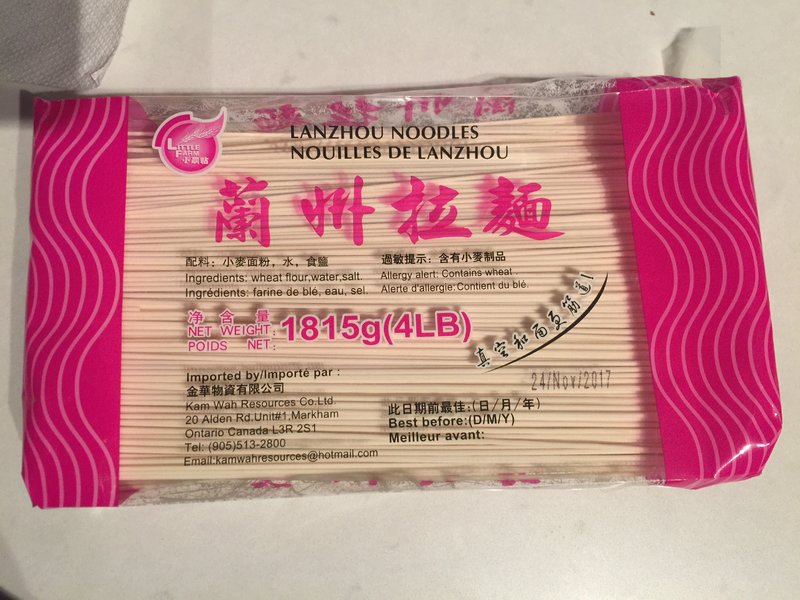 LITTLE
FARM
LANZHOU NOODLES
NOUILLES DE LANZHOU
蘭州拉麵
配料：小麥面粉，水，食鹽
Ingredients: wheat flour,water,salt.
Ingrédients: farine de blé, eau, sel.
過敏提示：含有小麥制品
Allergy alert: Contains wheat.
Alerte d'allergie:Contient du blé.
净含量
NET WEIGHT:
POIDS NET:
1815g(4LB)
真空和面更筋道!
Imported by/Importé par :
金華物資有限公司
Kam Wah Resources Co.Ltd.
20 Alden Rd.Unit#1,Markham
Ontario Canada L3R 2S1
Tel: (905)513-2800
Email:kamwahresources@hotmail.com
24/Nov/2017
此日期前最佳：(日/月/年)
Best before:(D/M/Y)
Meilleur avant: